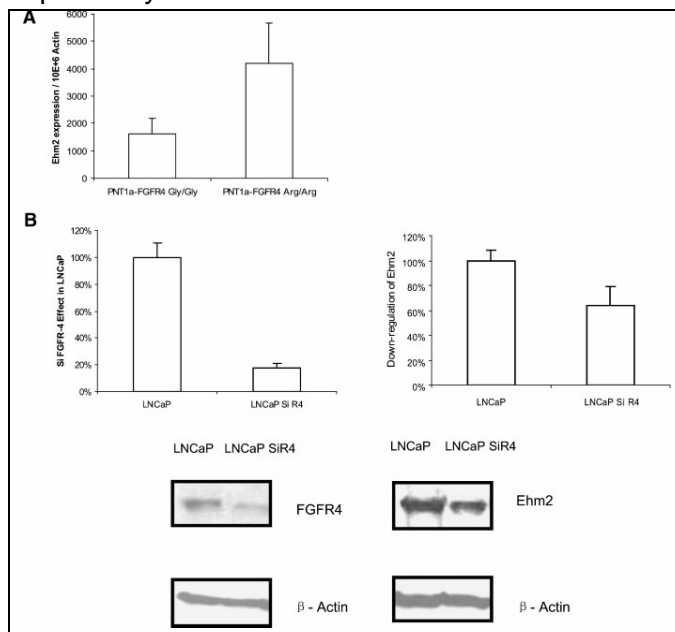 A
Ehm2 expression / 10E+6 Actin
6000
5000
4000
3000
2000
1000
0
PNT1a-FGFR4 Gly/Gly
PNT1a-FGFR4 Arg/Arg
B
Si FGFR-4 Effect in LNCaP
120%
100%
80%
60%
40%
20%
0%
LNCaP
LNCaP Si R4
Down-regulation of Ehm2
120%
100%
80%
60%
40%
20%
0%
LNCaP
LNCaP Si R4
LNCaP LNCaP SiR4
FGFR4
β - Actin
LNCaP LNCaP SiR4
Ehm2
β - Actin